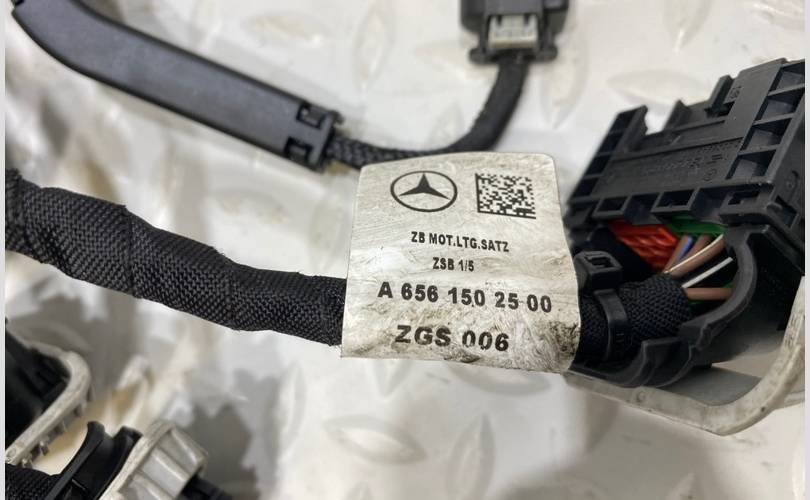 ZB MOT.LTG.SATZ
ZSB 1/5
A 656 150 25 00
ZGS 006